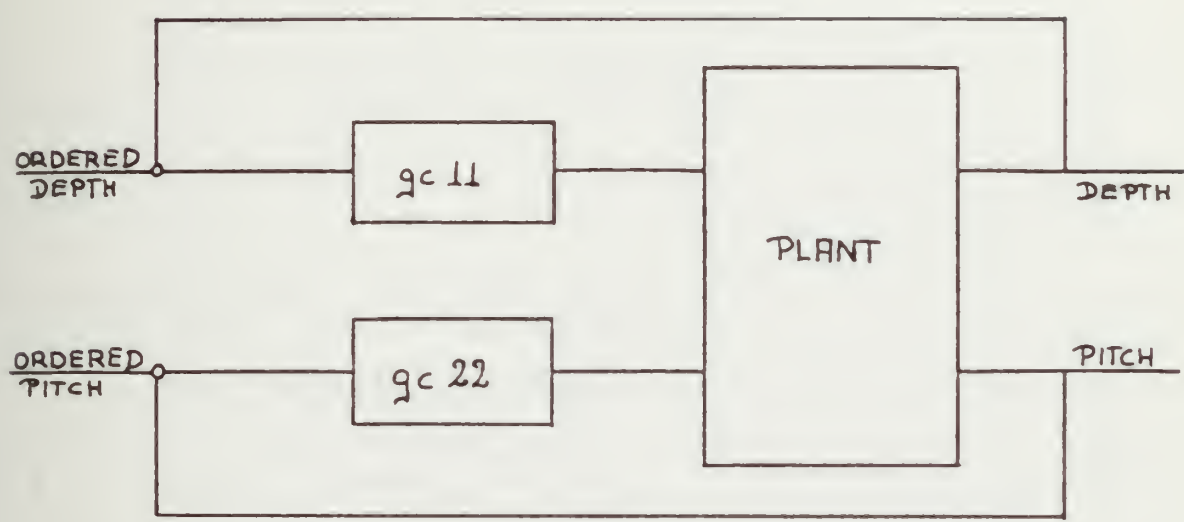 ORDERED
DEPTH
gc 11
PLANT
DEPTH
ORDERED
PITCH
gc 22
PITCH